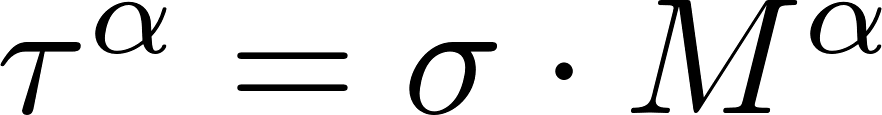 τ^α = σ · M^α